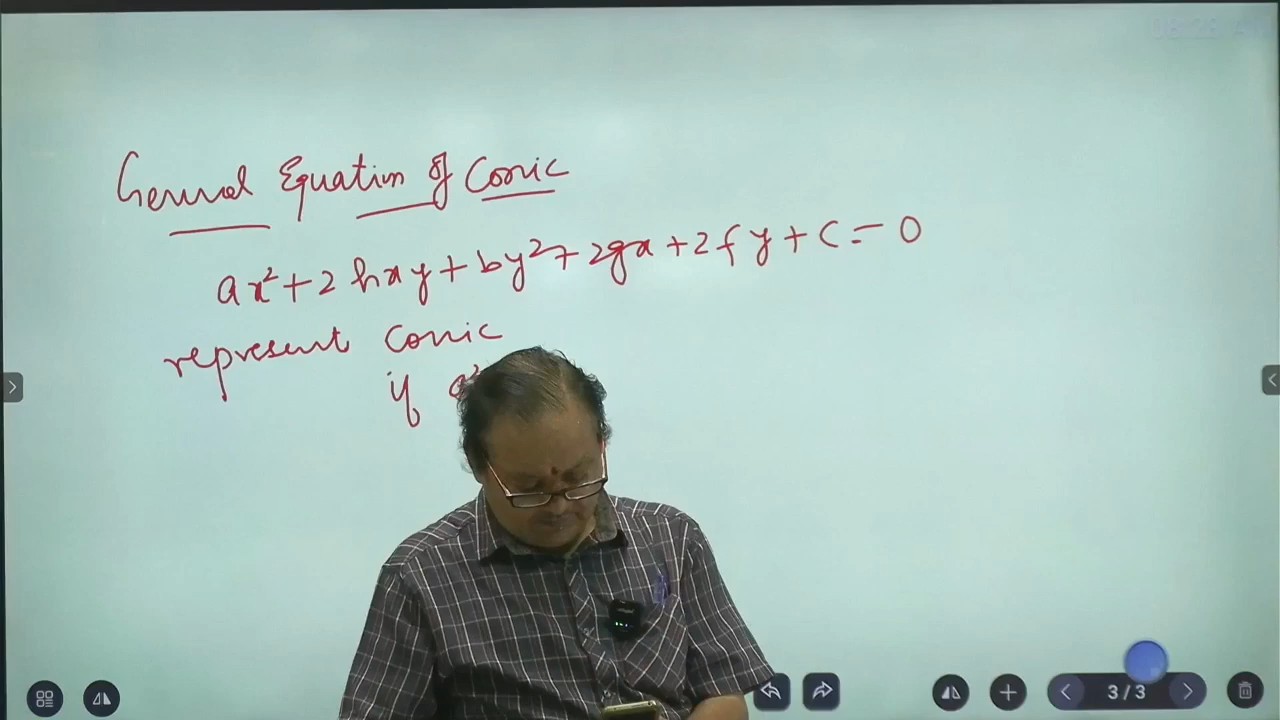 General Equation of Conic
ax²+2hxy+by²+2gx+2fy+c=0
represent Conic
if
3/3